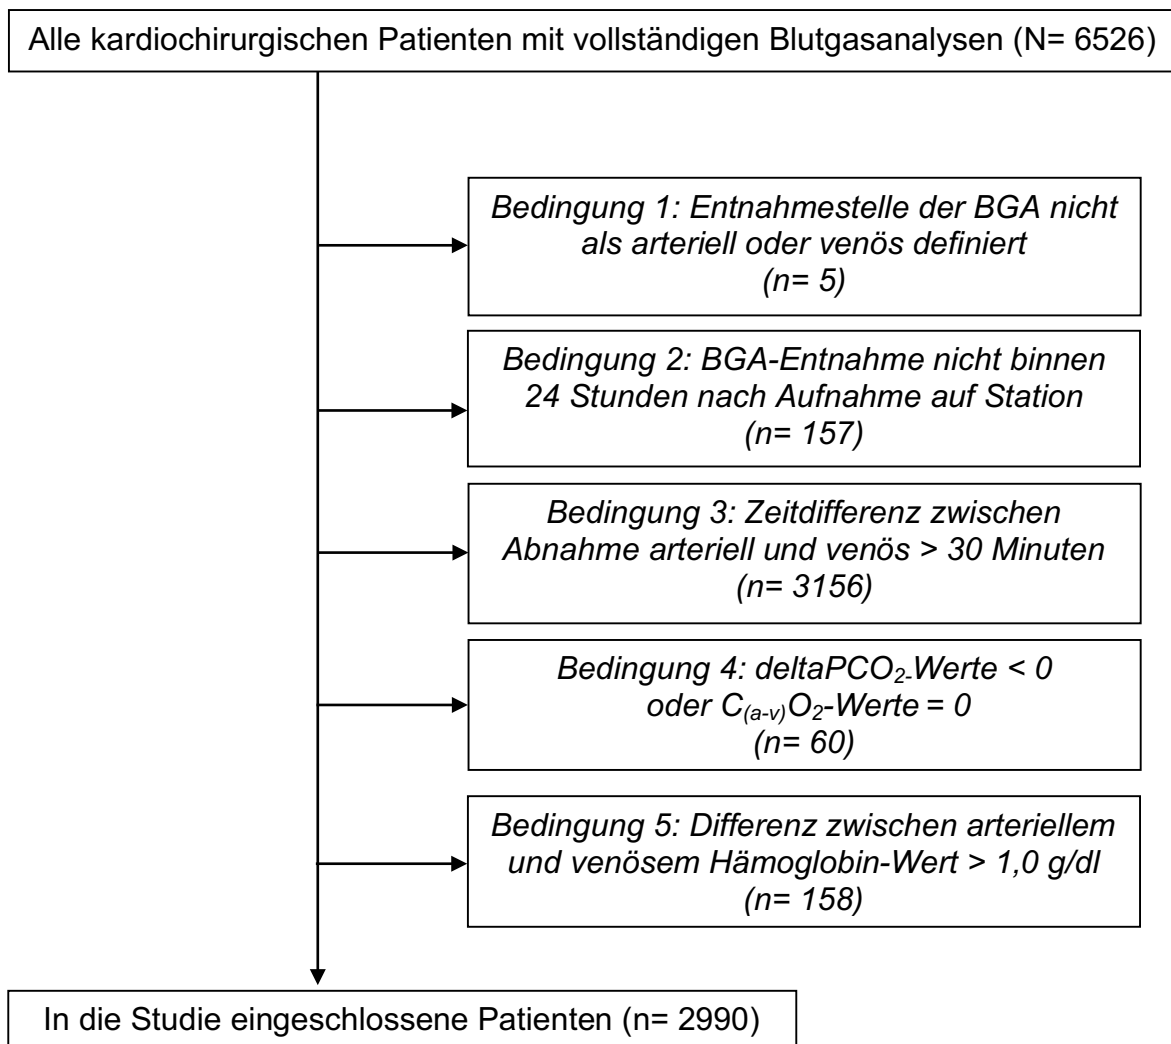 Alle kardiochirurgischen Patienten mit vollständigen Blutgasanalysen (N= 6526)
Bedingung 1: Entnahmestelle der BGA nicht
als arteriell oder venös definiert
(n= 5)
Bedingung 2: BGA-Entnahme nicht binnen
24 Stunden nach Aufnahme auf Station
(n= 157)
Bedingung 3: Zeitdifferenz zwischen
Abnahme arteriell und venös > 30 Minuten
(n= 3156)
Bedingung 4: deltaPCO₂-Werte < 0
oder C₍ₐ₋ᵥ₎O₂-Werte = 0
(n= 60)
Bedingung 5: Differenz zwischen arteriellem
und venösem Hämoglobin-Wert > 1,0 g/dl
(n= 158)
In die Studie eingeschlossene Patienten (n= 2990)